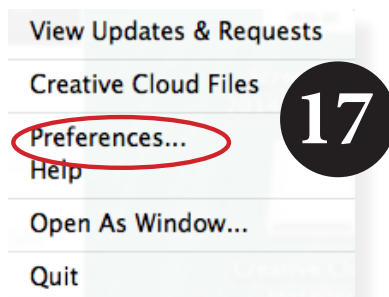 View Updates & Requests
Creative Cloud Files
17
Preferences...
Help
Open As Window...
Quit